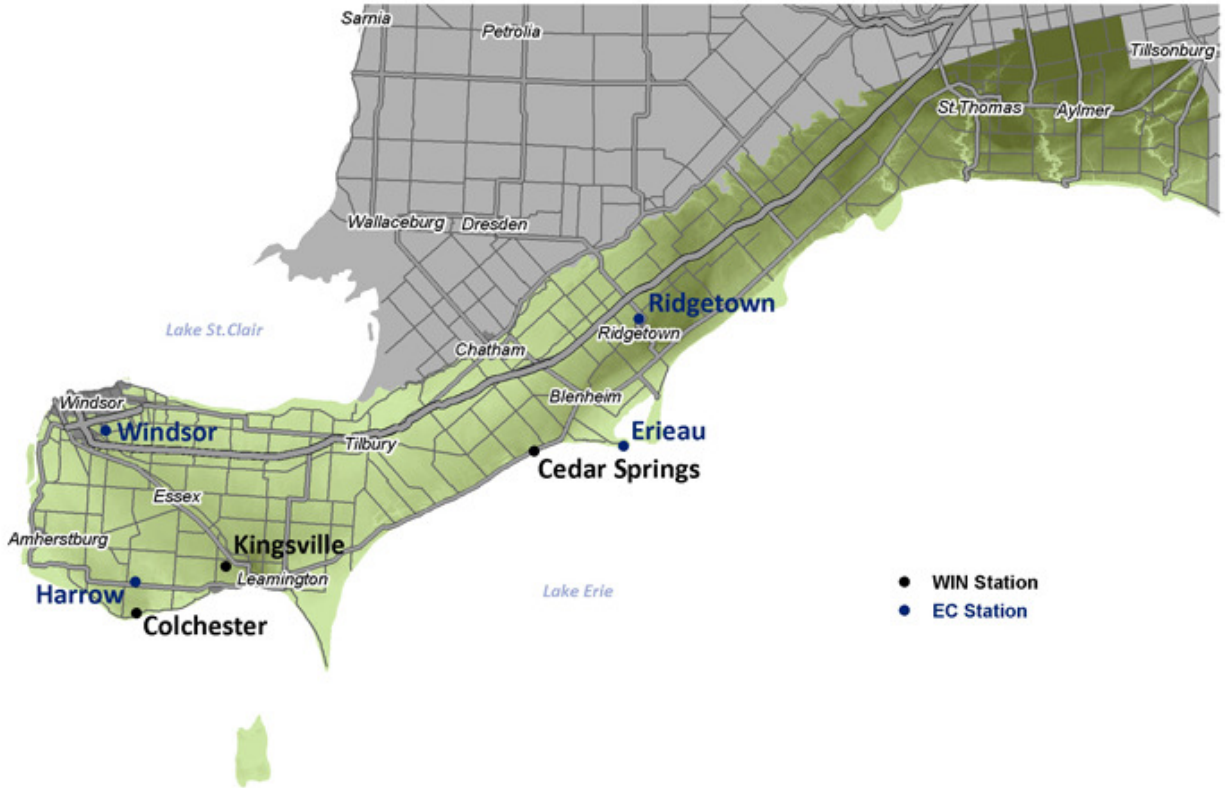 Sarnia
Petrolia
Tillsonburg
St.Thomas
Aylmer
Wallaceburg
Dresden
Ridgetown
Lake St.Clair
Ridgetown
Chatham
Blenheim
Windsor
Windsor
Erieau
Tilbury
Cedar Springs
Essex
Amherstburg
Kingsville
Leamington
Harrow
Lake Erie
WIN Station
EC Station
Colchester